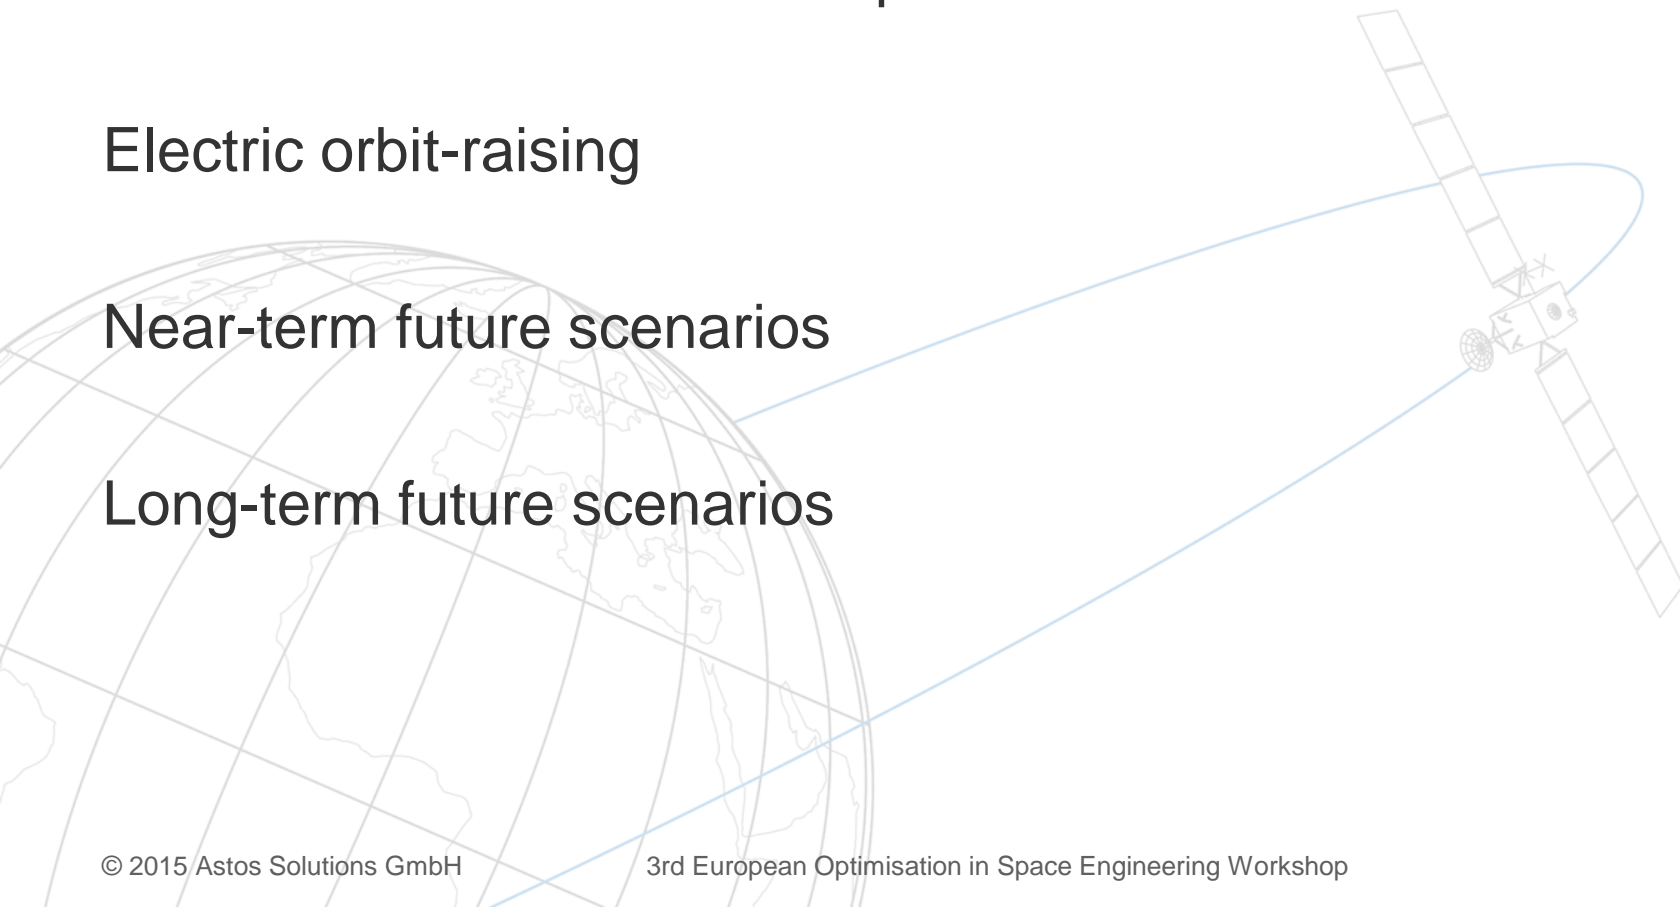 Electric orbit-raising
Near-term future scenarios
Long-term future scenarios
© 2015 Astos Solutions GmbH 3rd European Optimisation in Space Engineering Workshop